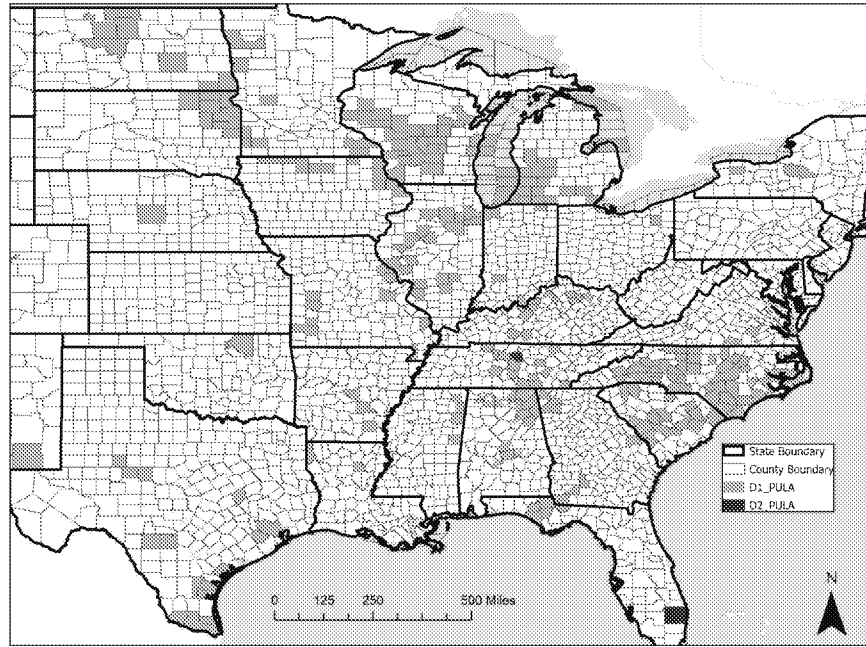 State Boundary
County Boundary
D1_PULA
D2_PULA
N
0 125 250 500 Miles